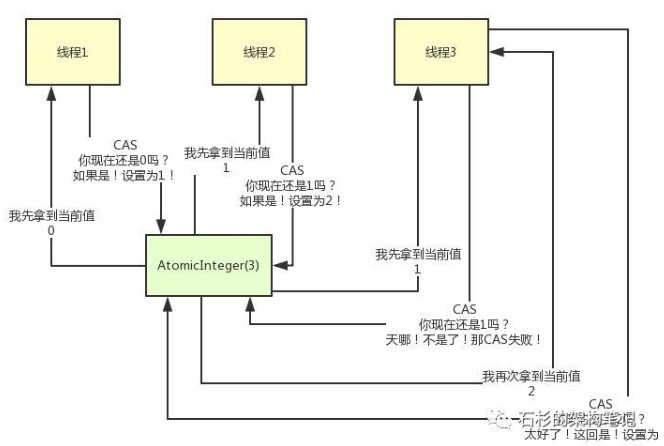 线程1
线程2
线程3
CAS
你现在还是0吗？
如果是！设置为1！
我先拿到当前值
1
CAS
你现在还是1吗？
如果是！设置为2！
我先拿到当前值
0
AtomicInteger(3)
我先拿到当前值
1
CAS
你现在还是1吗？
天哪！不是了！那CAS失败！
我再次拿到当前值
2
CAS
石杉的架构笔记
2吗？
太好了！这回是！设置为